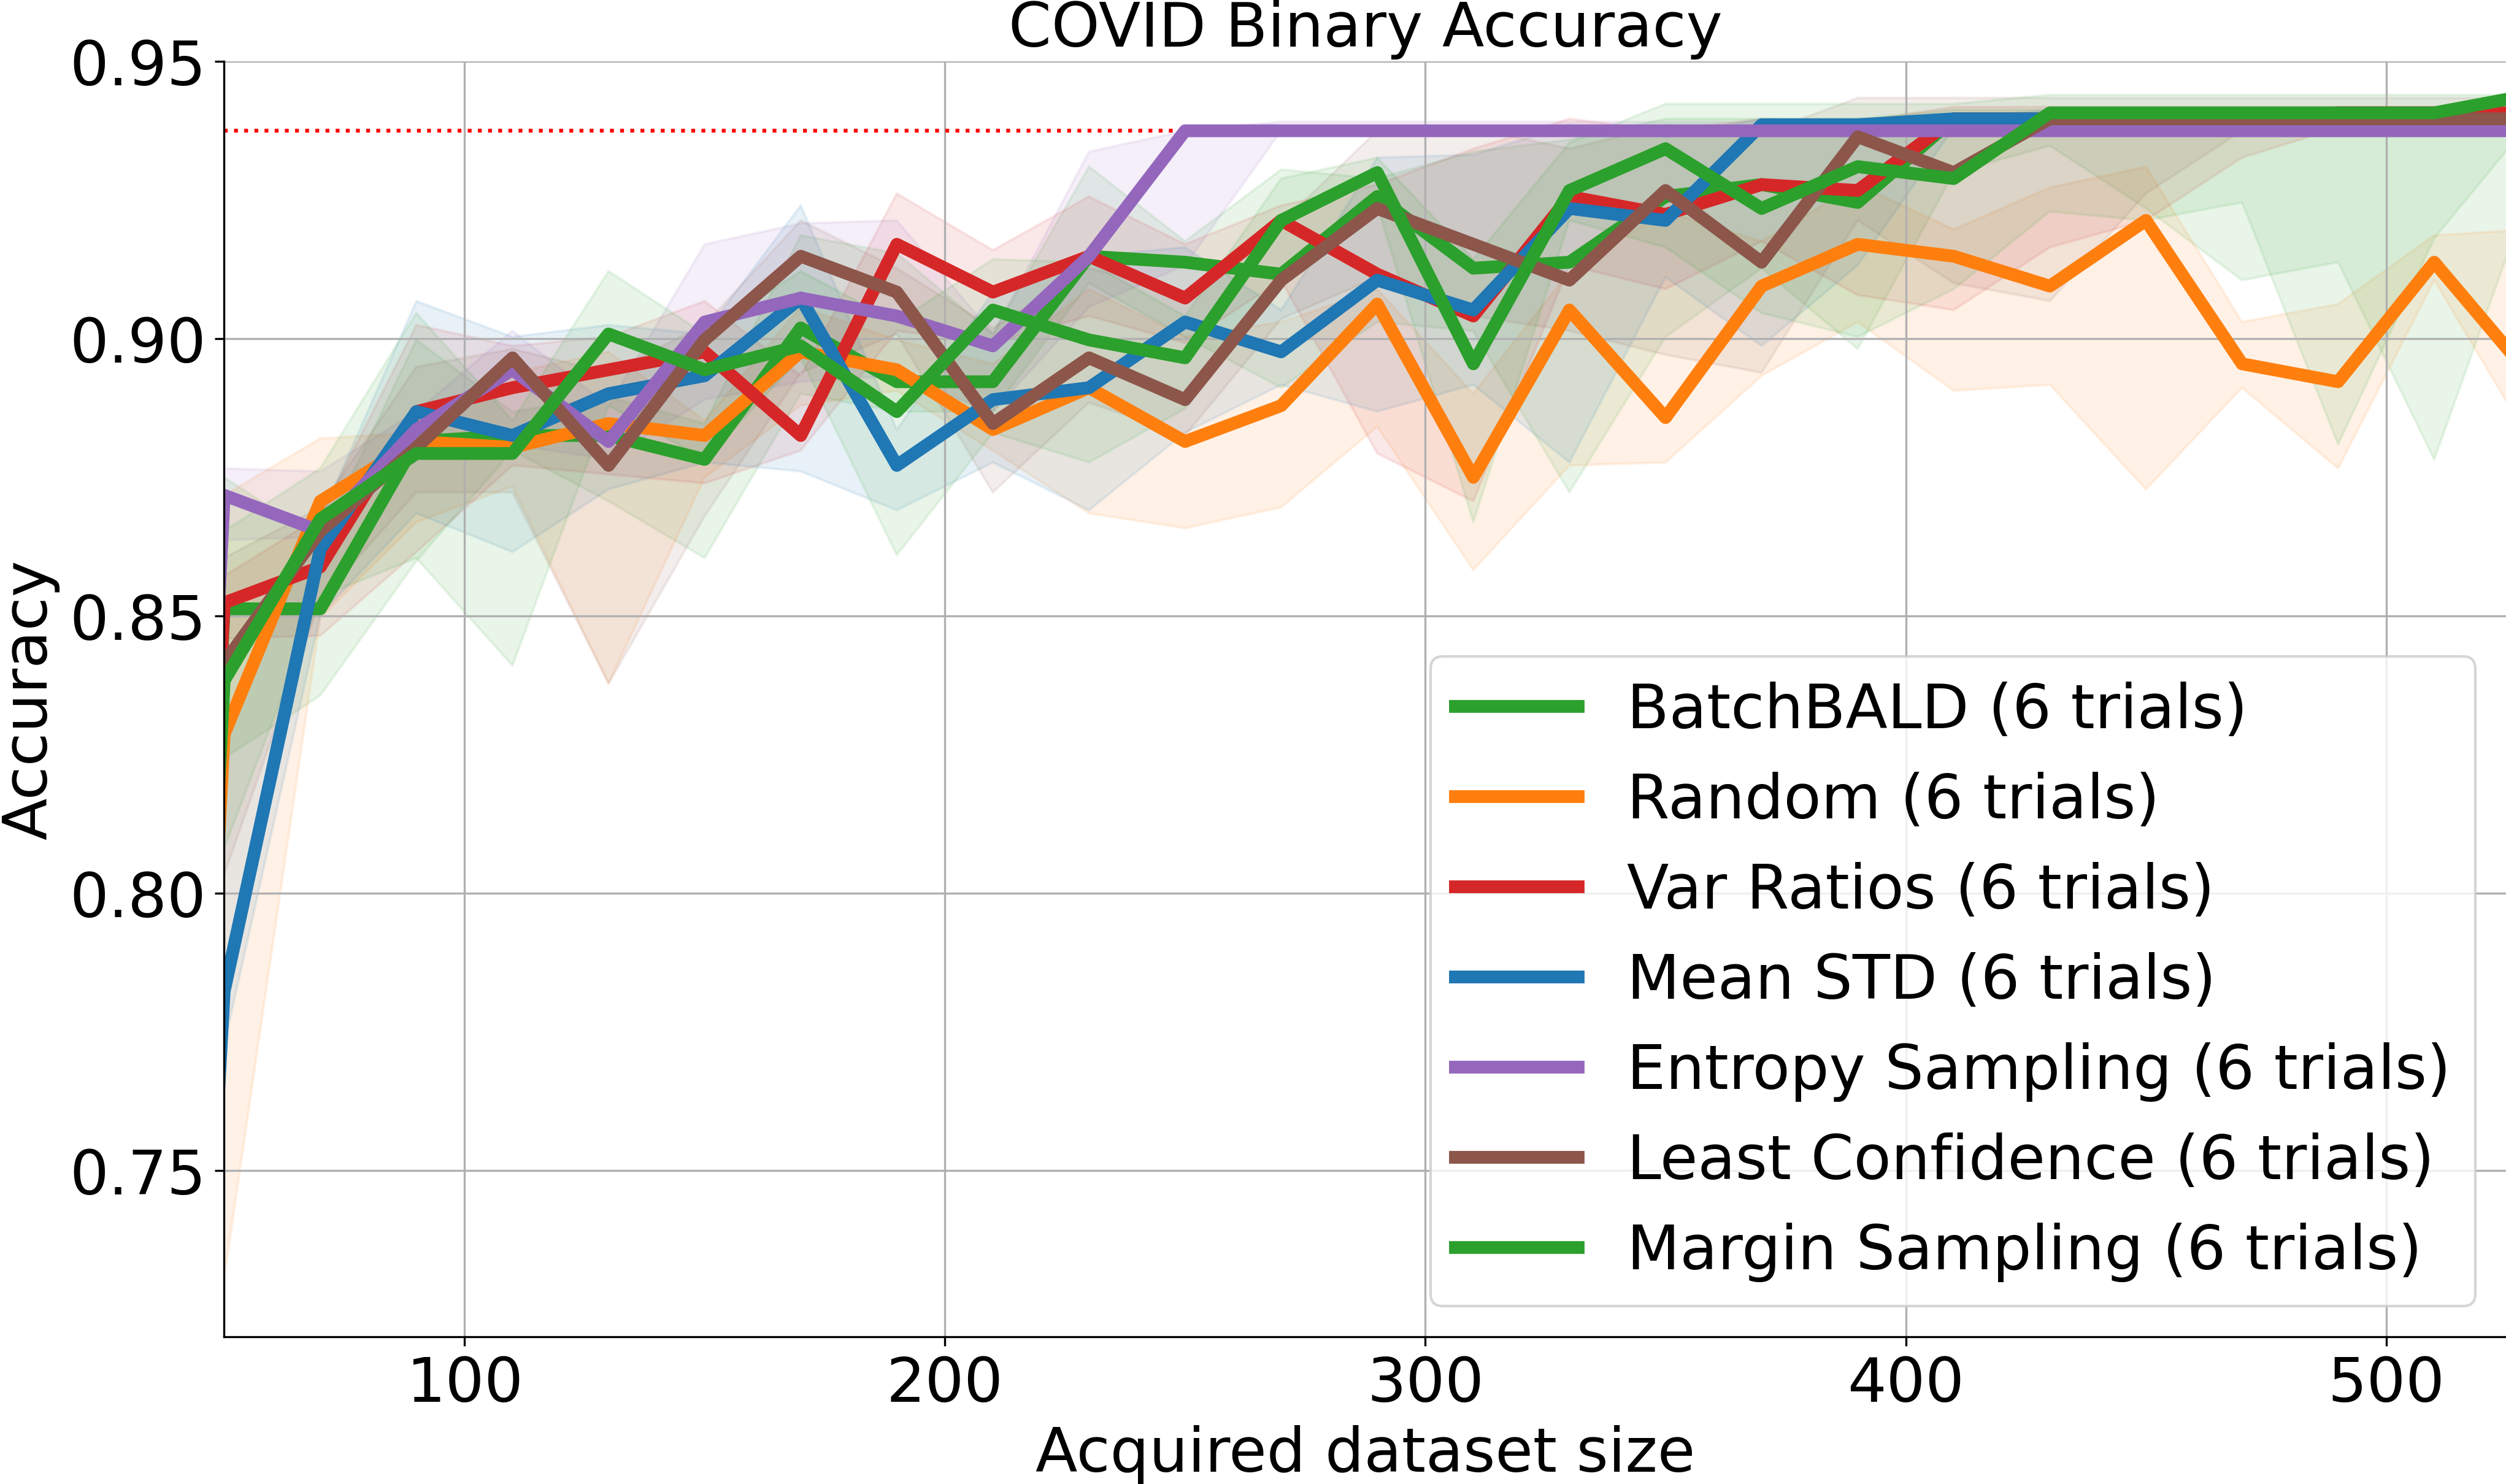 COVID Binary Accuracy
0.95
0.90
0.85
0.80
0.75
Accuracy
BatchBALD (6 trials)
Random (6 trials)
Var Ratios (6 trials)
Mean STD (6 trials)
Entropy Sampling (6 trials)
Least Confidence (6 trials)
Margin Sampling (6 trials)
100 200 300 400 500
Acquired dataset size